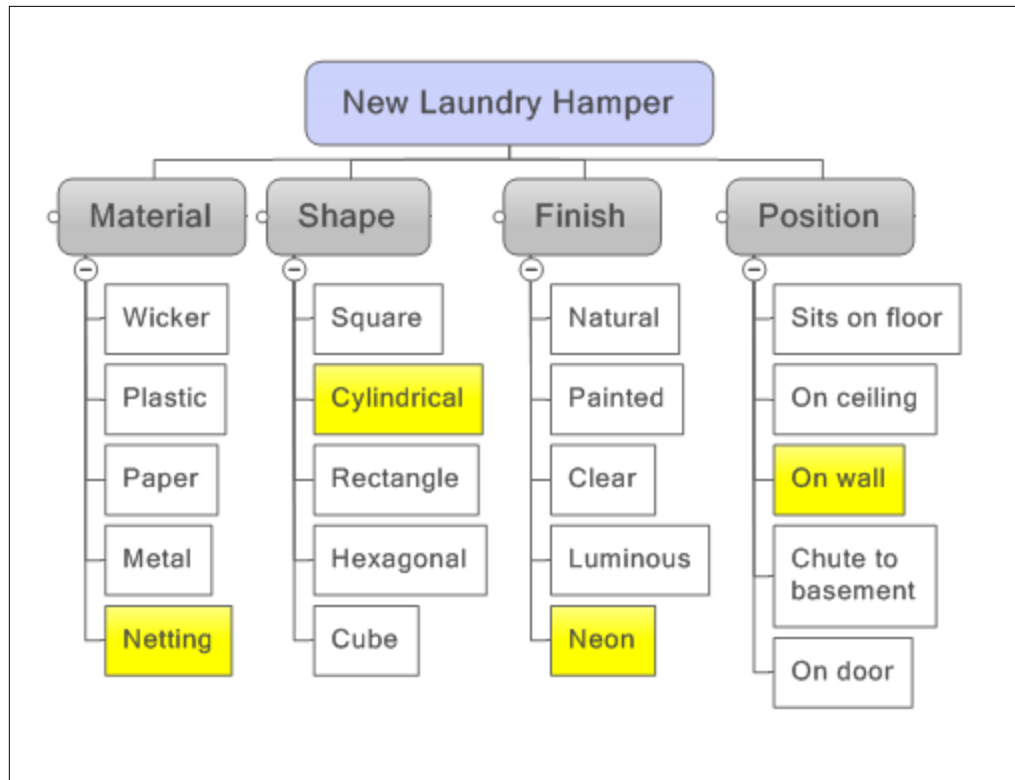 New Laundry Hamper
Material
Wicker
Plastic
Paper
Metal
Netting
Shape
Square
Cylindrical
Rectangle
Hexagonal
Cube
Finish
Natural
Painted
Clear
Luminous
Neon
Position
Sits on floor
On ceiling
On wall
Chute to
basement
On door